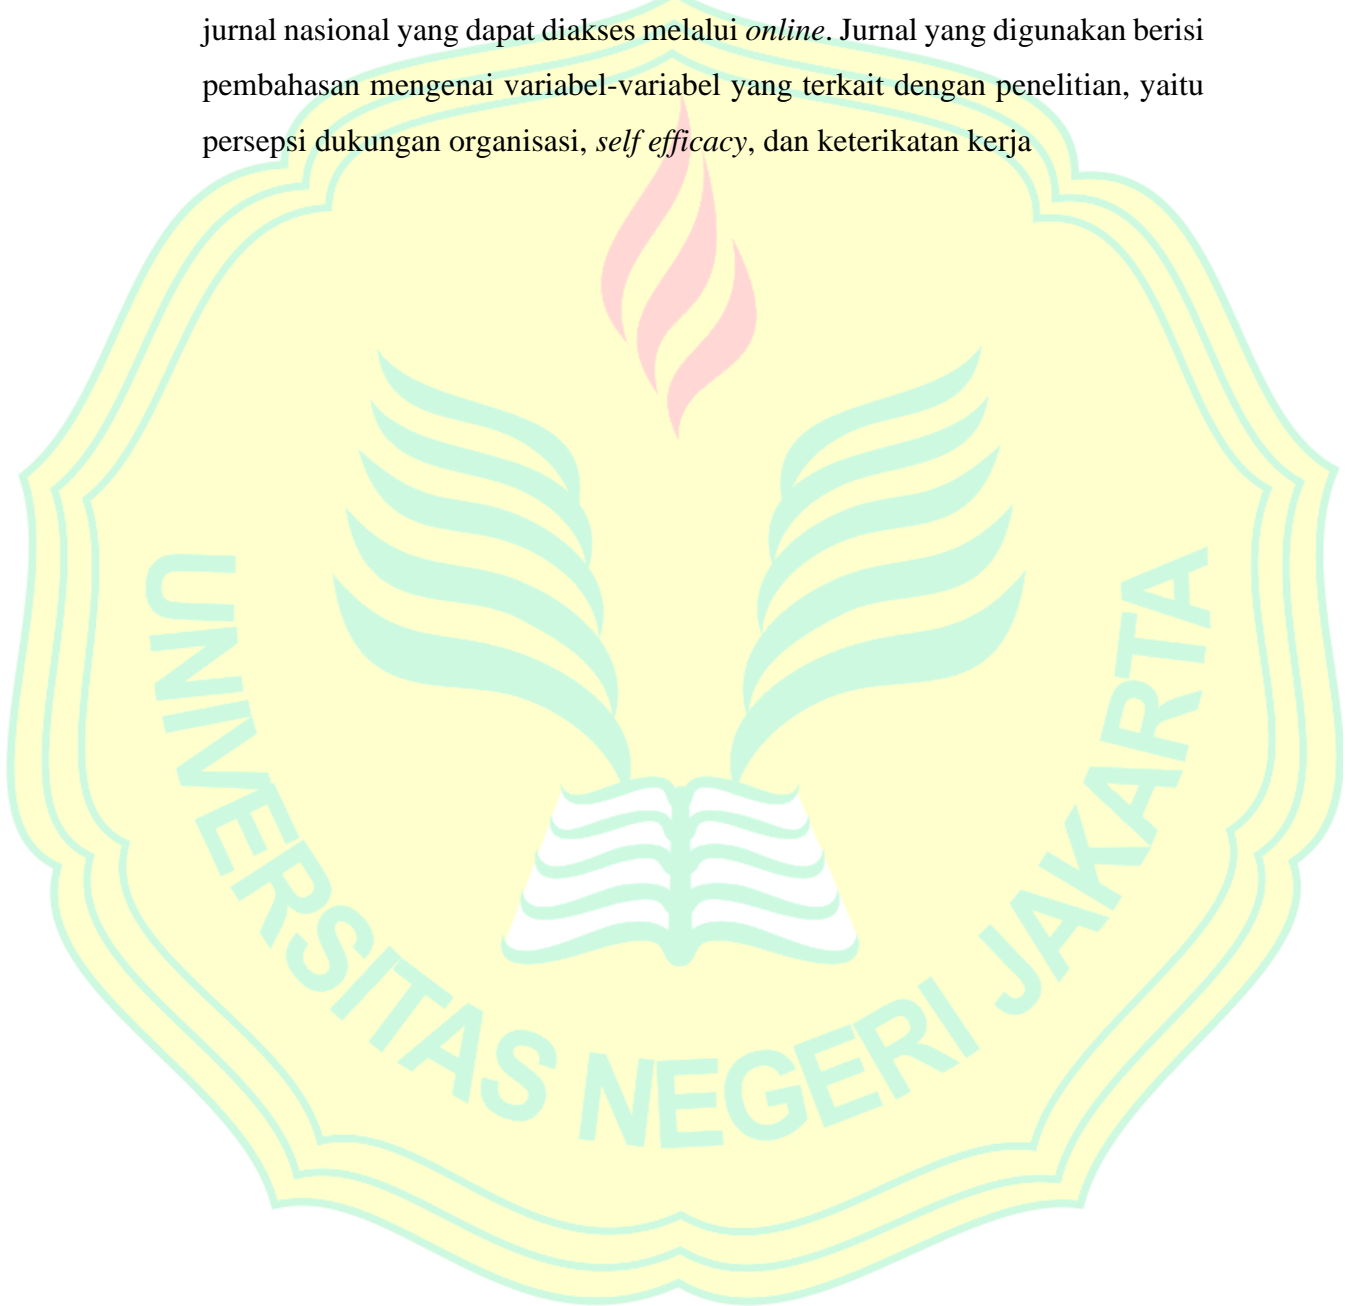 jurnal nasional yang dapat diakses melalui online. Jurnal yang digunakan berisi
pembahasan mengenai variabel-variabel yang terkait dengan penelitian, yaitu
persepsi dukungan organisasi, self efficacy, dan keterikatan kerja
UNIVERSITAS NEGERI JAKARTA